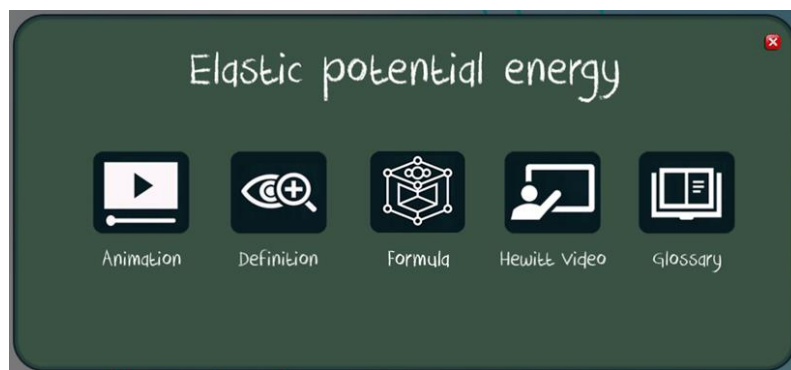 Elastic potential energy
Animation Definition Formula Hewitt Video Glossary